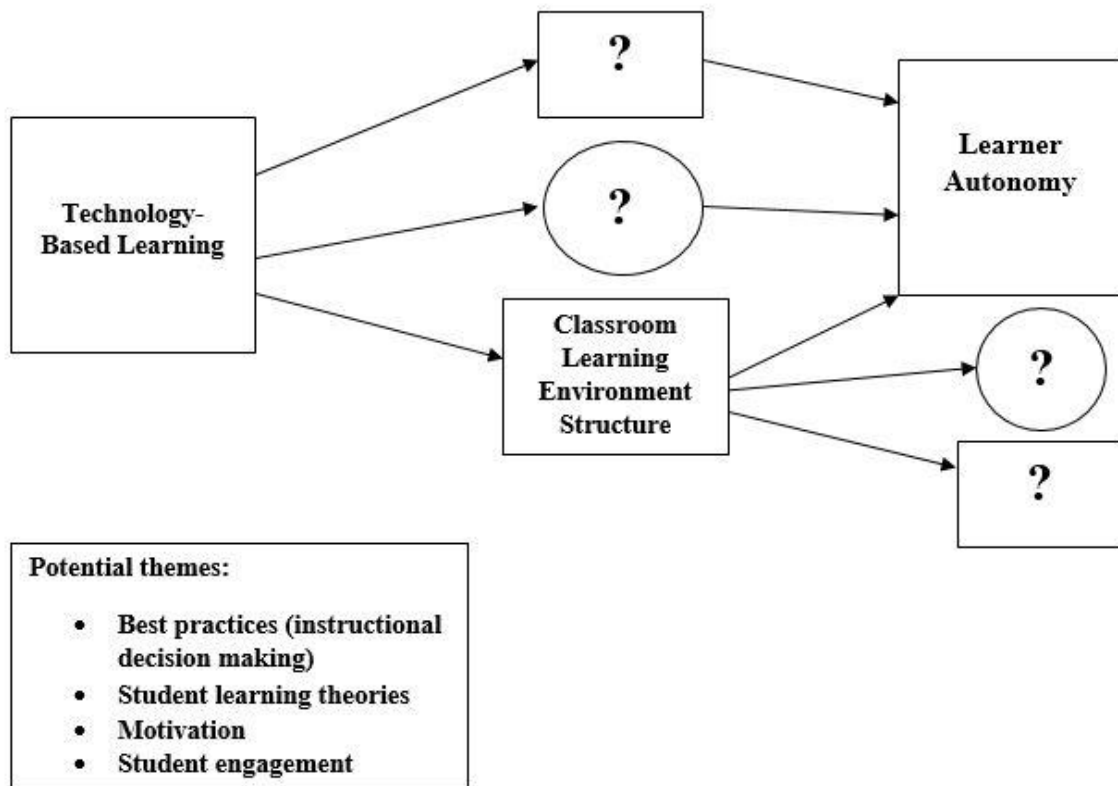 ?
Learner
Autonomy
Technology-
Based Learning
?
Classroom
Learning
Environment
Structure
?
?
Potential themes:
• Best practices (instructional
decision making)
• Student learning theories
• Motivation
• Student engagement